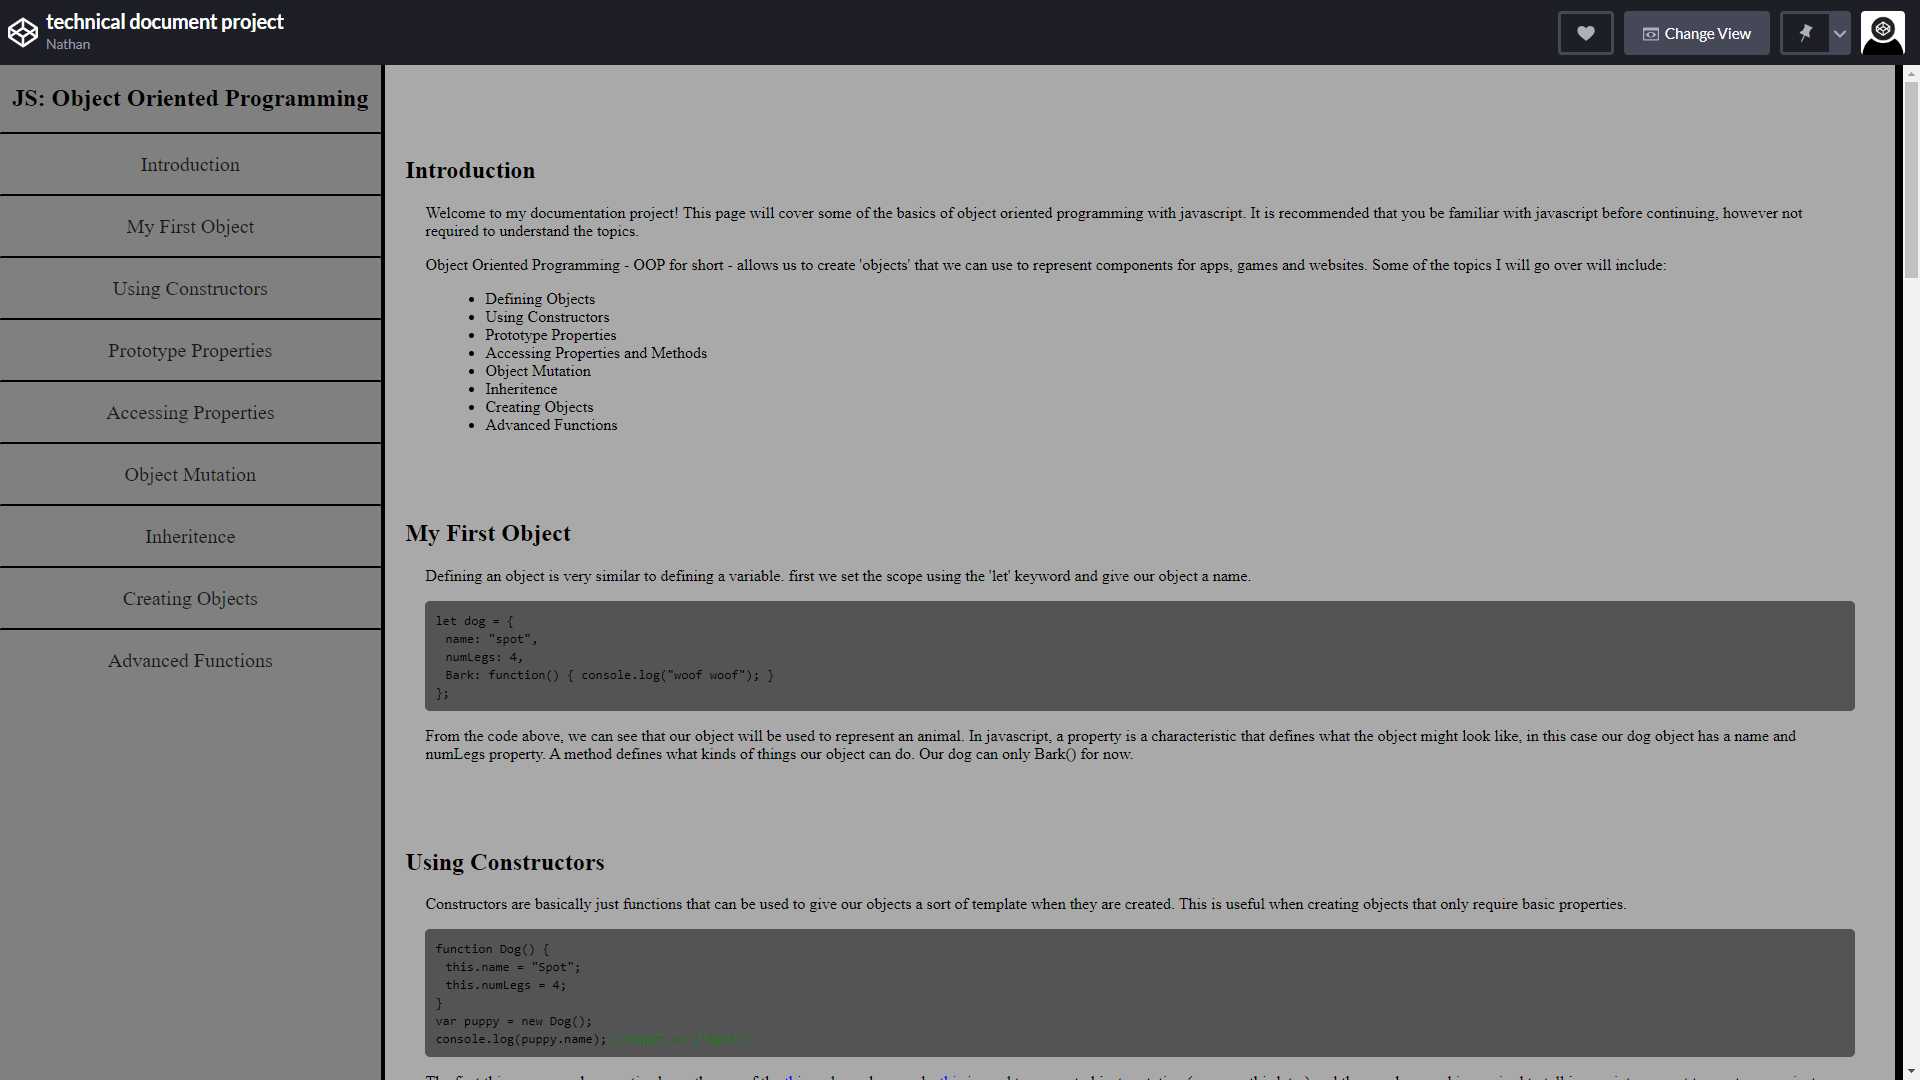 technical document project
Nathan
Change View
JS: Object Oriented Programming
Introduction
My First Object
Using Constructors
Prototype Properties
Accessing Properties
Object Mutation
Inheritence
Creating Objects
Advanced Functions
Introduction
Welcome to my documentation project! This page will cover some of the basics of object oriented programming with javascript. It is recommended that you be familiar with javascript before continuing, however not
required to understand the topics.
Object Oriented Programming - OOP for short - allows us to create 'objects' that we can use to represent components for apps, games and websites. Some of the topics I will go over will include:
Defining Objects
Using Constructors
Prototype Properties
Accessing Properties and Methods
Object Mutation
Inheritence
Creating Objects
Advanced Functions
My First Object
Defining an object is very similar to defining a variable. first we set the scope using the 'let' keyword and give our object a name.
let dog = {
name: "spot",
numLegs: 4,
Bark: function() { console.log("woof woof"); }
};
From the code above, we can see that our object will be used to represent an animal. In javascript, a property is a characteristic that defines what the object might look like, in this case our dog object has a name and
numLegs property. A method defines what kinds of things our object can do. Our dog can only Bark() for now.
Using Constructors
Constructors are basically just functions that can be used to give our objects a sort of template when they are created. This is useful when creating objects that only require basic properties.
function Dog() {
this.name = "Spot";
this.numLegs = 4;
}
var puppy = new Dog();
console.log(puppy.name);